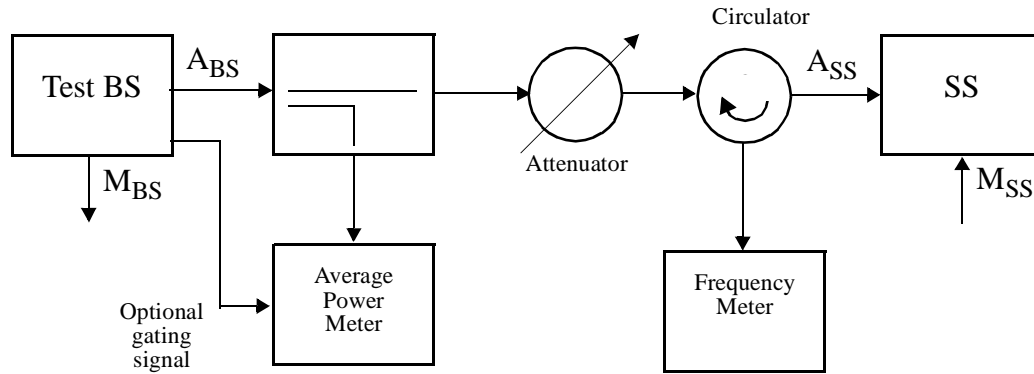 Circulator
Test BS
A_BS
A_SS
SS
Attenuator
M_BS
M_SS
Average
Power
Meter
Frequency
Meter
Optional
gating
signal